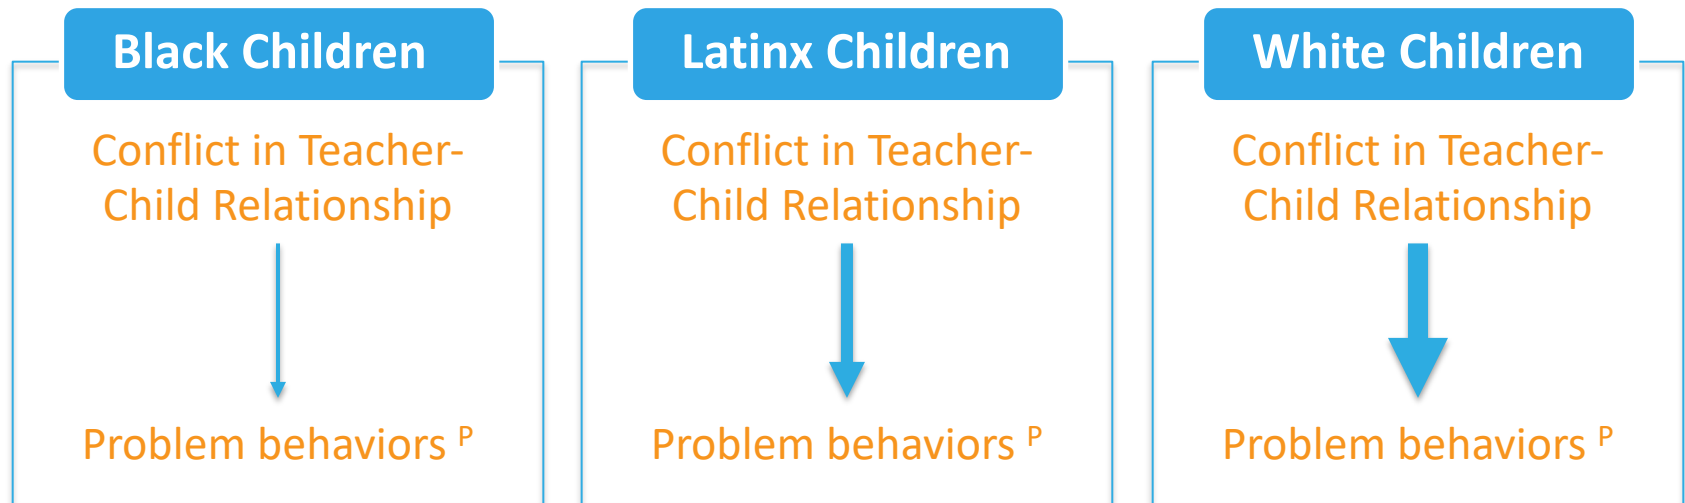 Black Children
Conflict in Teacher-
Child Relationship
Problem behaviors P
Latinx Children
Conflict in Teacher-
Child Relationship
Problem behaviors P
White Children
Conflict in Teacher-
Child Relationship
Problem behaviors P